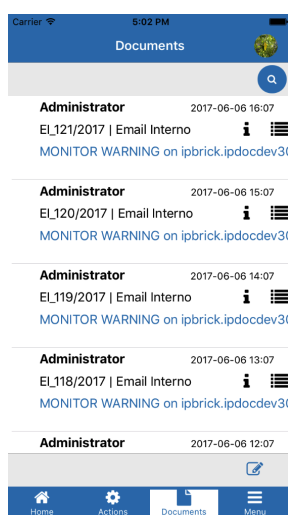 Carrier 5:02 PM
Documents
Administrator 2017-06-06 16:07
EI_121/2017 | Email Interno
MONITOR WARNING on ipbrick.ipdocdev30
Administrator 2017-06-06 15:07
EI_120/2017 | Email Interno
MONITOR WARNING on ipbrick.ipdocdev30
Administrator 2017-06-06 14:07
EI_119/2017 | Email Interno
MONITOR WARNING on ipbrick.ipdocdev30
Administrator 2017-06-06 13:07
EI_118/2017 | Email Interno
MONITOR WARNING on ipbrick.ipdocdev30
Administrator 2017-06-06 12:07
Home Actions Documents Menu